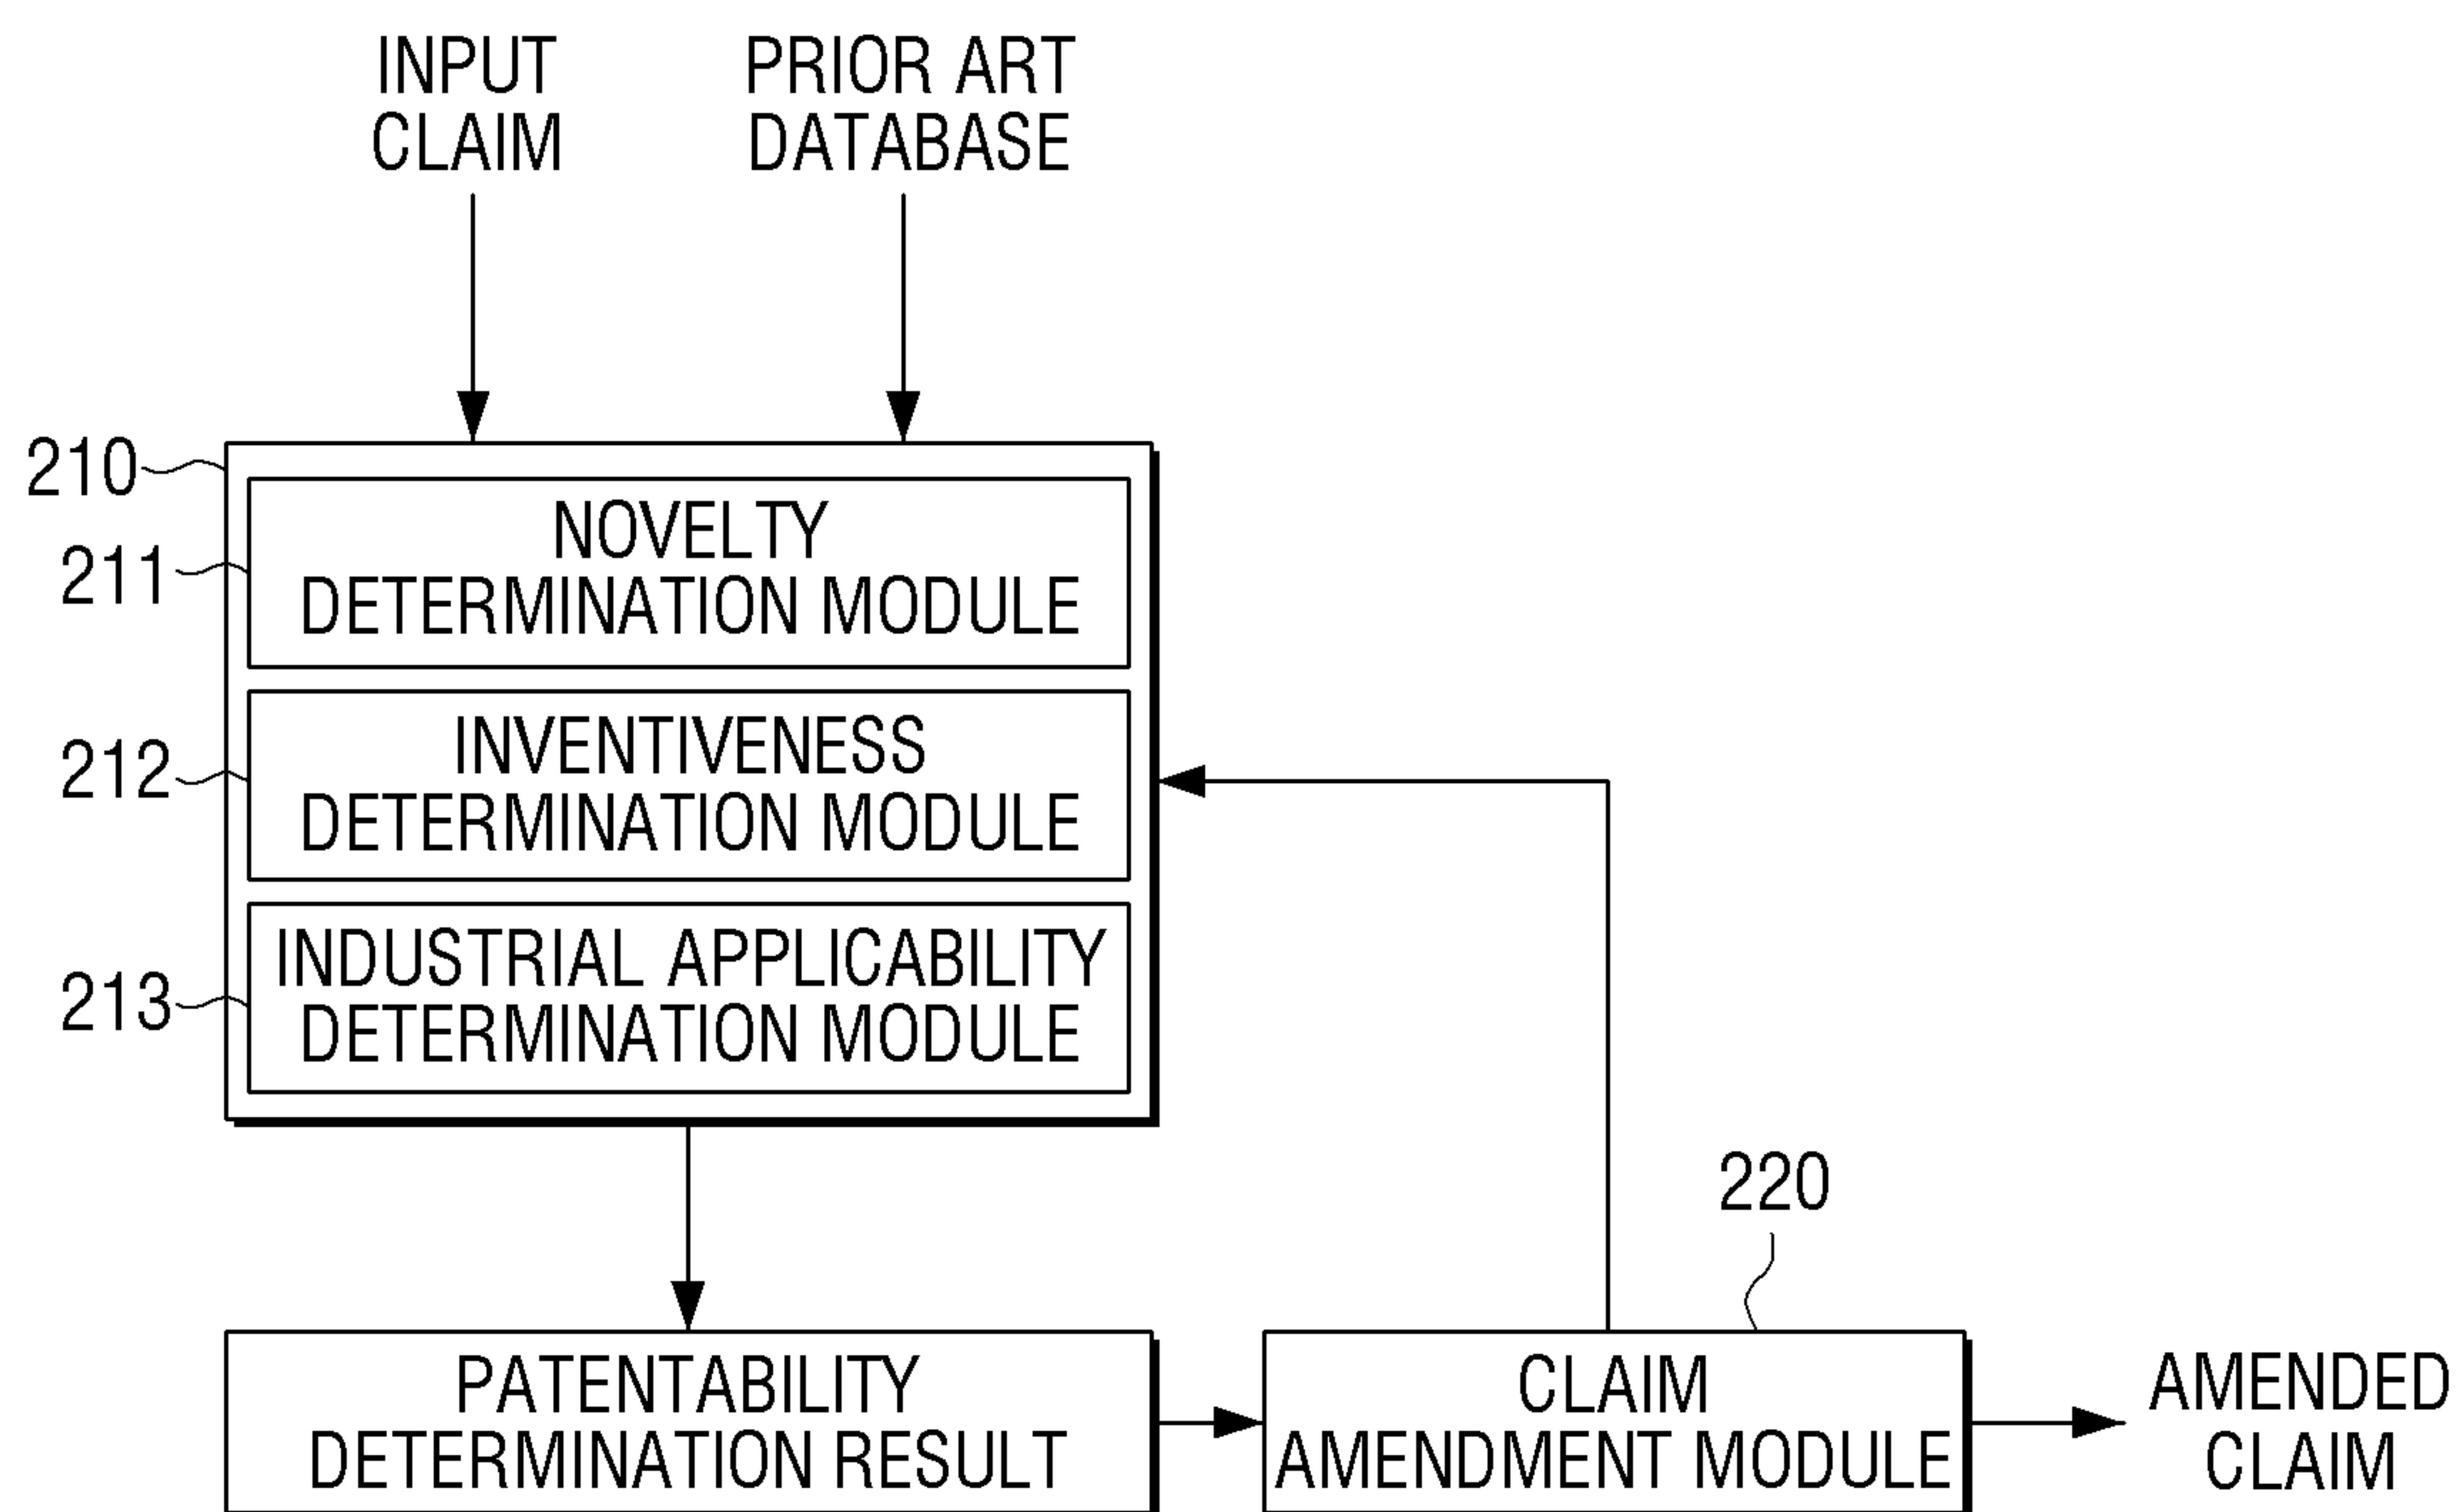 INPUT
CLAIM
PRIOR ART
DATABASE
210
211
NOVELTY
DETERMINATION MODULE
212
INVENTIVENESS
DETERMINATION MODULE
213
INDUSTRIAL APPLICABILITY
DETERMINATION MODULE
220
PATENTABILITY
DETERMINATION RESULT
CLAIM
AMENDMENT MODULE
AMENDED
CLAIM